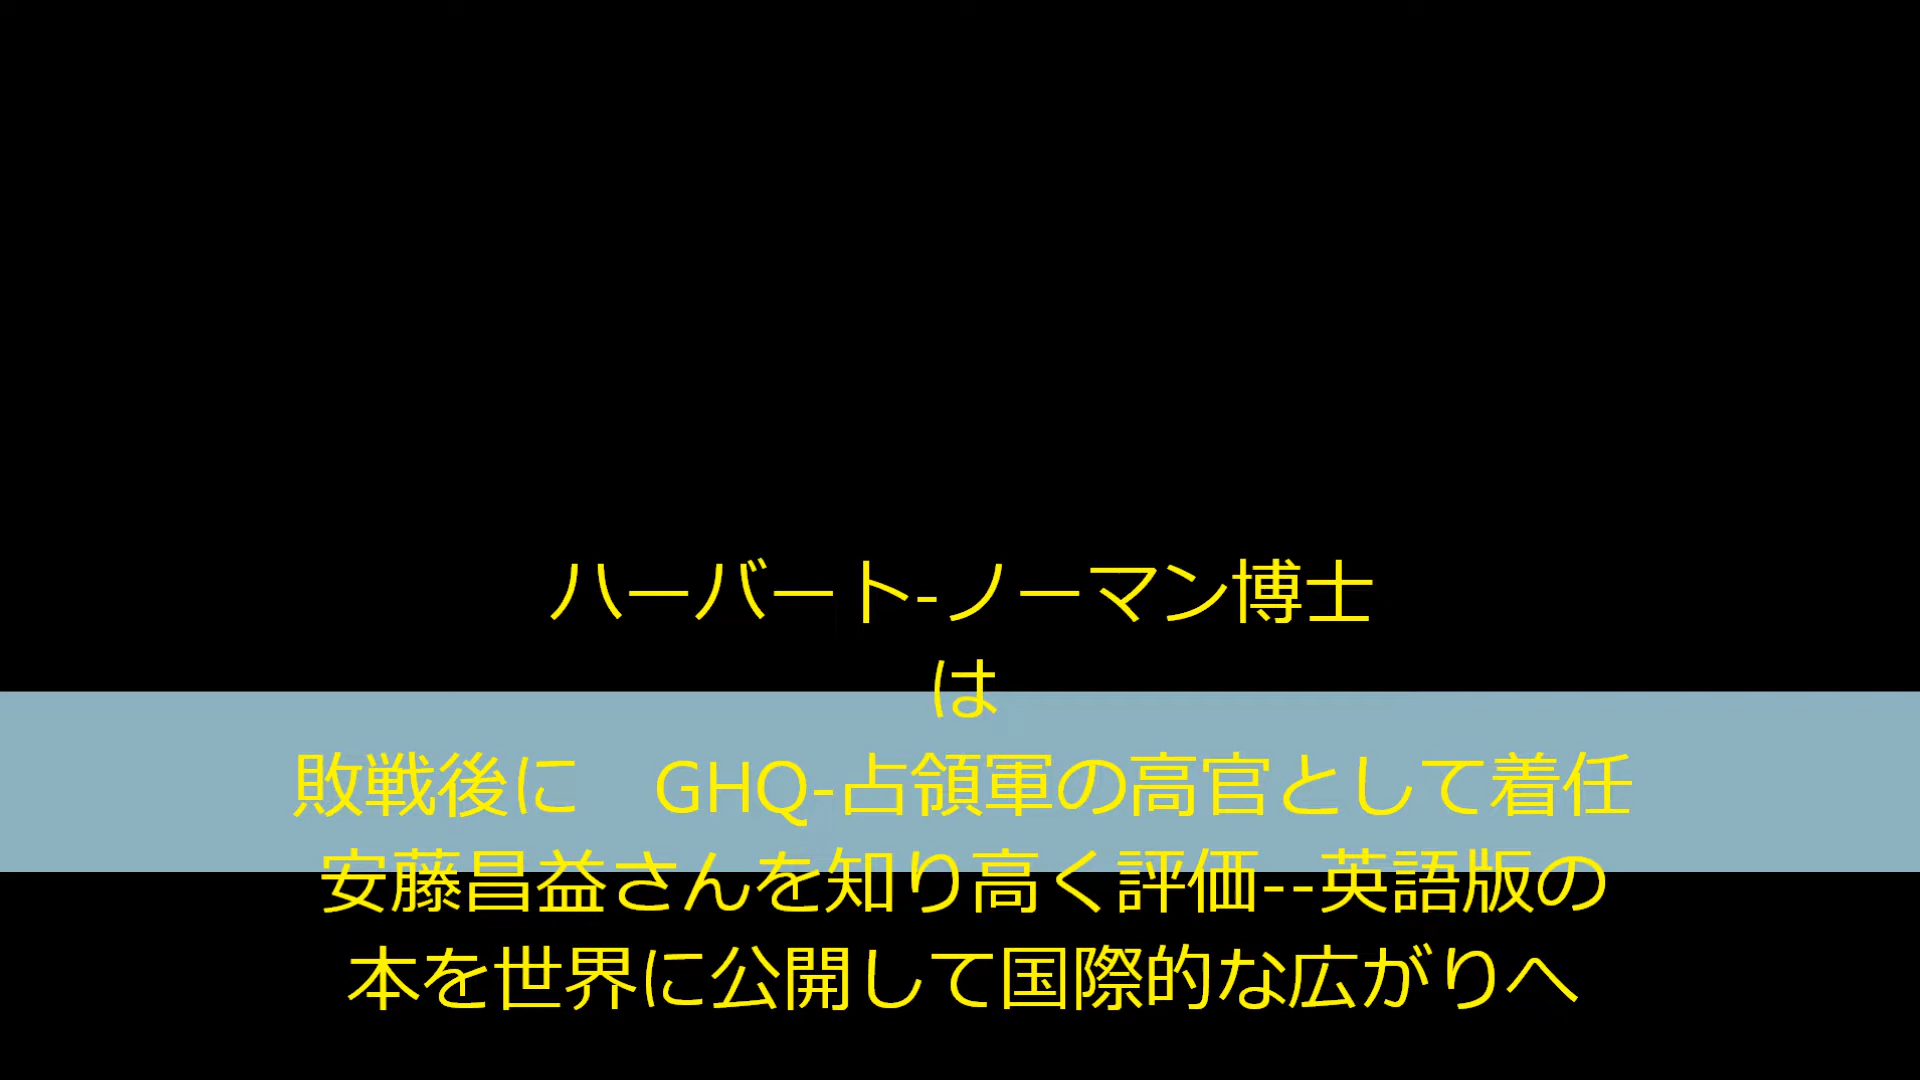 ハーバート-ノーマン博士
は
敗戦後に　GHQ-占領軍の高官として着任
安藤昌益さんを知り高く評価--英語版の
本を世界に公開して国際的な広がりへ